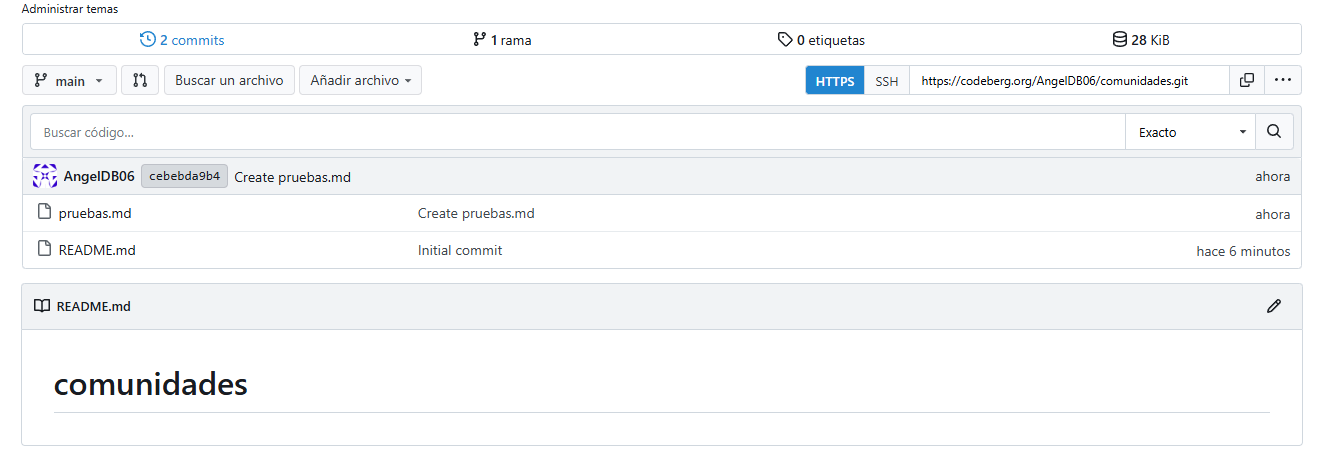 Administrar temas
2 commits 1 rama 0 etiquetas 28 KiB
main Buscar un archivo Añadir archivo HTTPS SSH https://codeberg.org/AngelDB06/comunidades.git
Buscar código... Exacto
AngelDB06 cebebda9b4 Create pruebas.md ahora
pruebas.md Create pruebas.md ahora
README.md Initial commit hace 6 minutos
README.md
comunidades